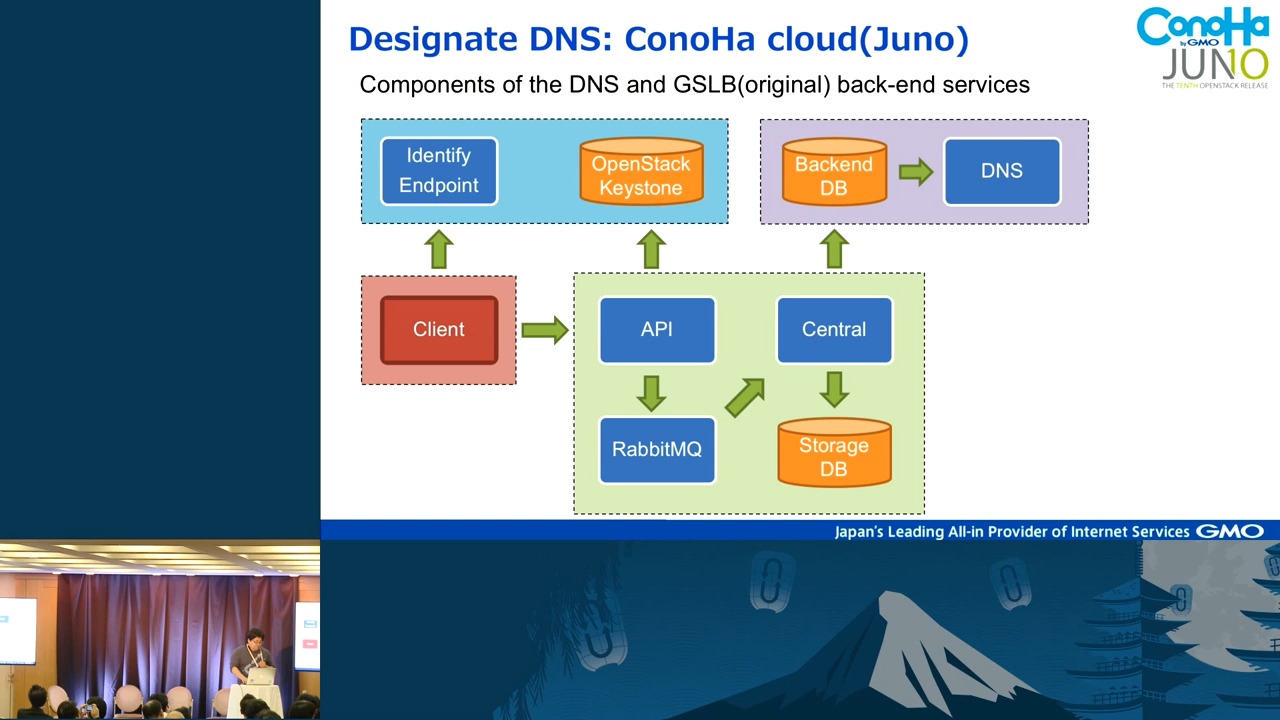 Designate DNS: ConoHa cloud(Juno)
ConoHa
by GMO
JUNO
THE TENTH OPENSTACK RELEASE
Components of the DNS and GSLB(original) back-end services
Identify
Endpoint
OpenStack
Keystone
Backend
DB
DNS
Client
API
Central
RabbitMQ
Storage
DB
Japan's Leading All-in Provider of Internet Services GMO